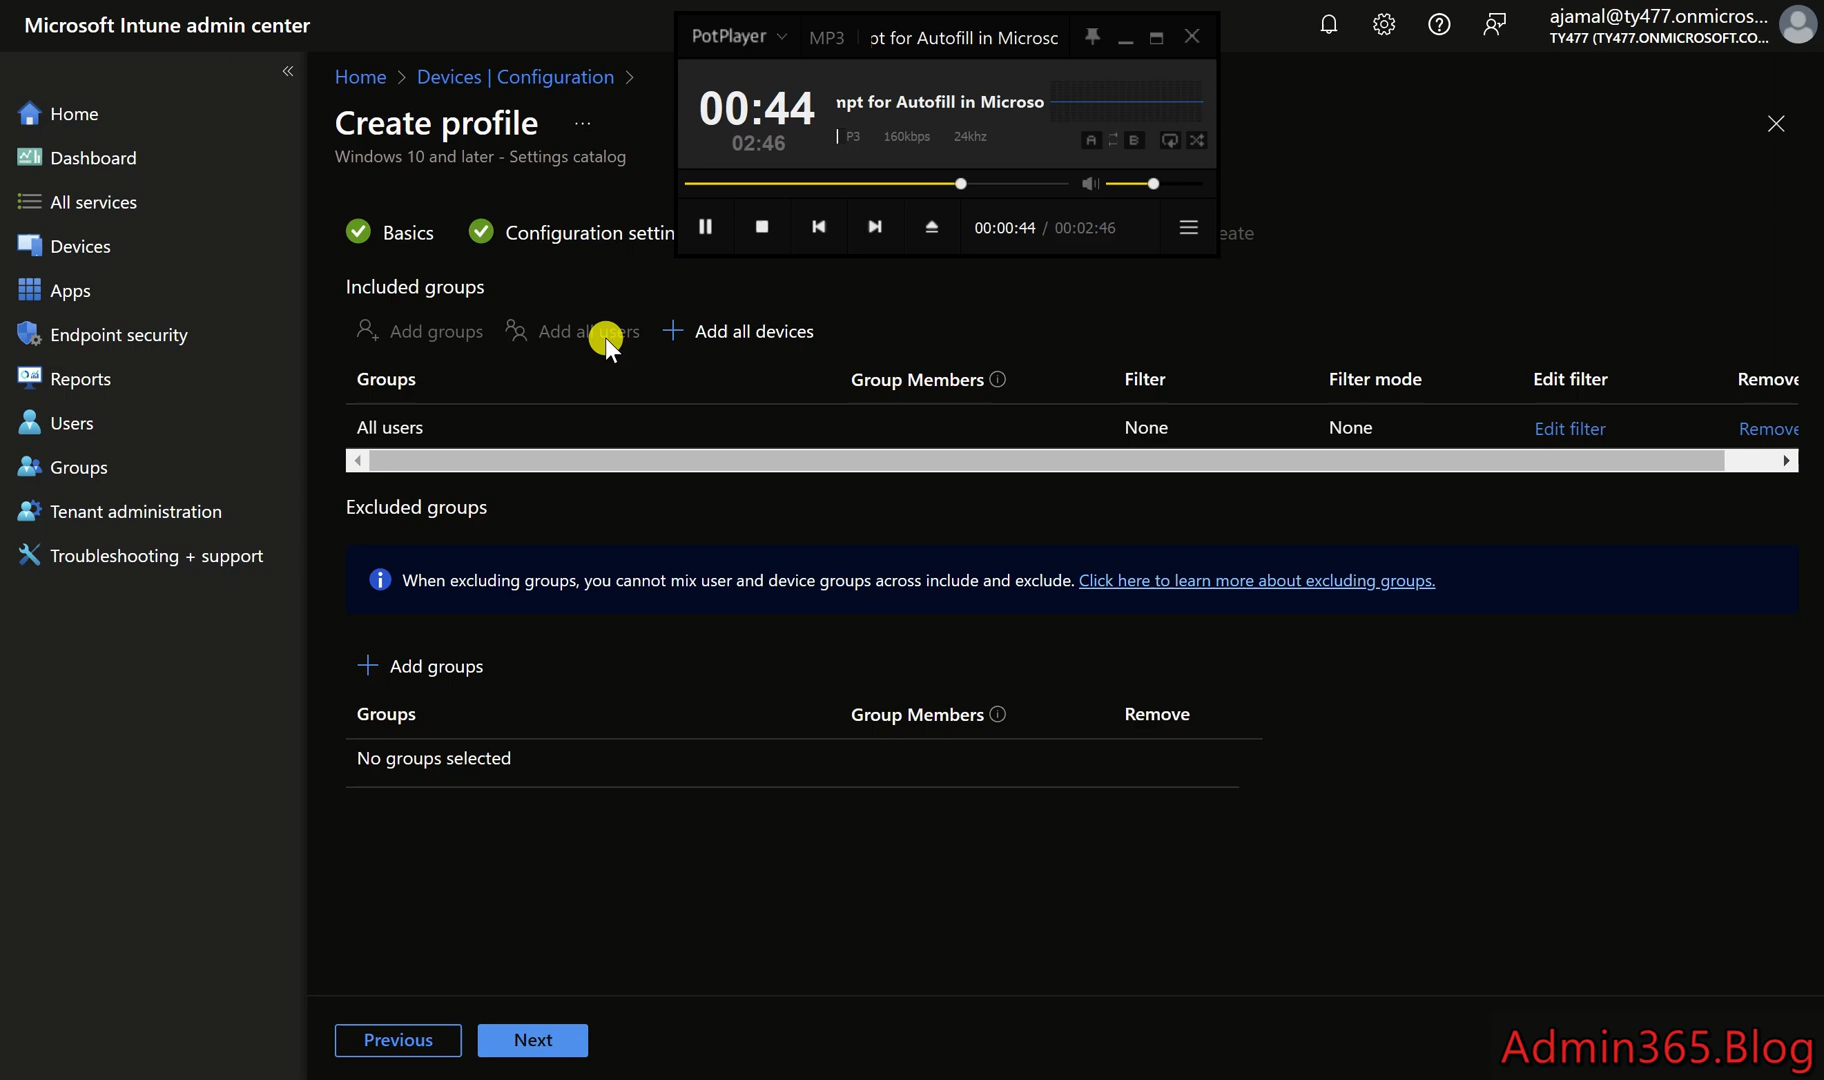 Microsoft Intune admin center
ajamal@ty477.onmicros...
TY477 (TY477.ONMICROSOFT.CO...
PotPlayer MP3 pt for Autofill in Microsc
00:44
02:46
npt for Autofill in Microso
P3 160kbps 24khz
A B
00:00:44 / 00:02:46
Home
Dashboard
All services
Devices
Apps
Endpoint security
Reports
Users
Groups
Tenant administration
Troubleshooting + support
Home > Devices | Configuration >
Create profile ...
Windows 10 and later - Settings catalog
Basics
Configuration settin
eate
Included groups
Add groups
Add all users
Add all devices
Groups Group Members Filter Filter mode Edit filter Remove
All users None None Edit filter Remove
Excluded groups
When excluding groups, you cannot mix user and device groups across include and exclude. Click here to learn more about excluding groups.
Add groups
Groups Group Members Remove
No groups selected
Previous
Next
Admin365.Blog